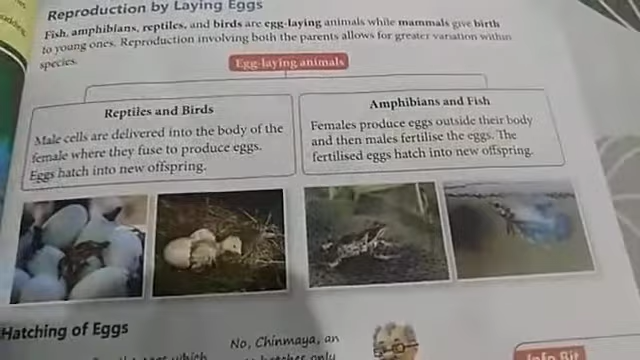 Reproduction by Laying Eggs
Fish, amphibians, reptiles, and birds are egg-laying animals while mammals give birth
to young ones. Reproduction involving both the parents allows for greater variation within
species.
Egg-laying animals
Reptiles and Birds
Male cells are delivered into the body of the
female where they fuse to produce eggs.
Eggs hatch into new offspring.
Amphibians and Fish
Females produce eggs outside their body
and then males fertilise the eggs. The
fertilised eggs hatch into new offspring.
Hatching of Eggs
No, Chinmaya, an
only
which